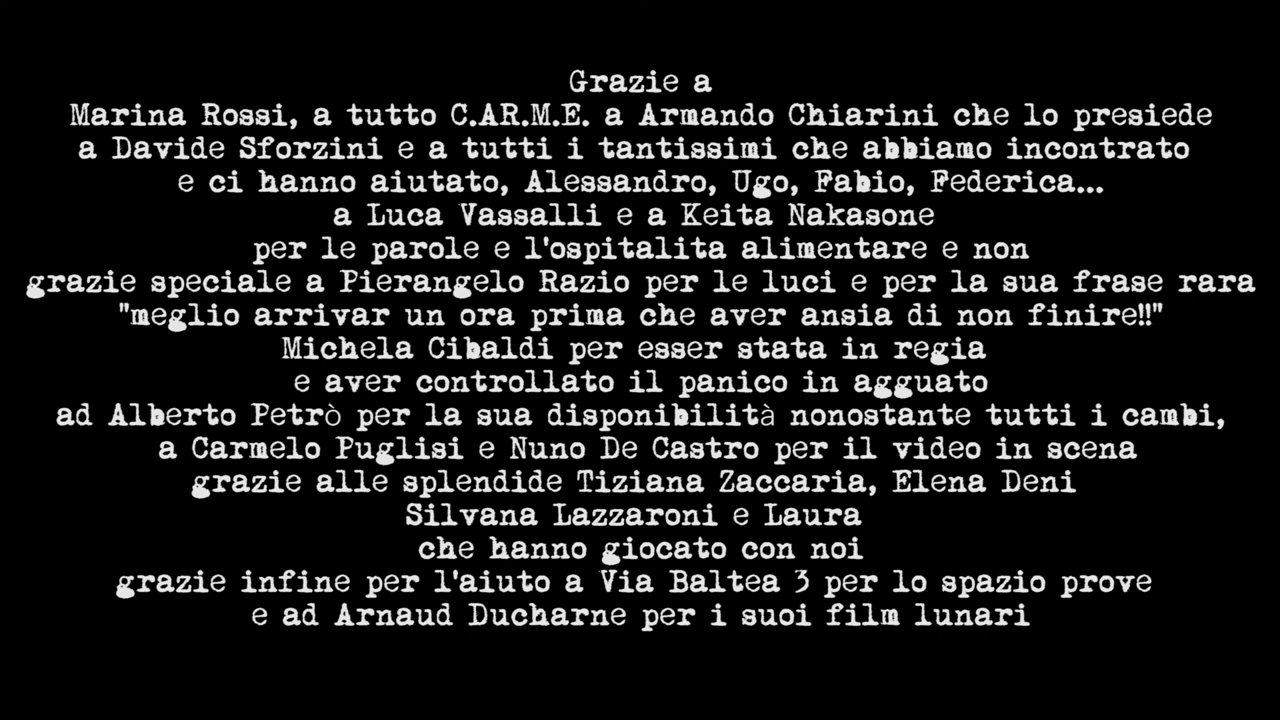 Grazie a
Marina Rossi, a tutto C.AR.M.E. a Armando Chiarini che lo presiede
a Davide Sforzini e a tutti i tantissimi che abbiamo incontrato
e ci hanno aiutato, Alessandro, Ugo, Fabio, Federica...
a Luca Vassalli e a Keita Nakasone
per le parole e l'ospitalita alimentare e non
grazie speciale a Pierangelo Razio per le luci e per la sua frase rara
"meglio arrivar un ora prima che aver ansia di non finire!!"
Michela Cibaldi per esser stata in regia
e aver controllato il panico in agguato
ad Alberto Petrò per la sua disponibilità nonostante tutti i cambi,
a Carmelo Puglisi e Nuno De Castro per il video in scena
grazie alle splendide Tiziana Zaccaria, Elena Deni
Silvana Lazzaroni e Laura
che hanno giocato con noi
grazie infine per l'aiuto a Via Baltea 3 per lo spazio prove
e ad Arnaud Ducharne per i suoi film lunari